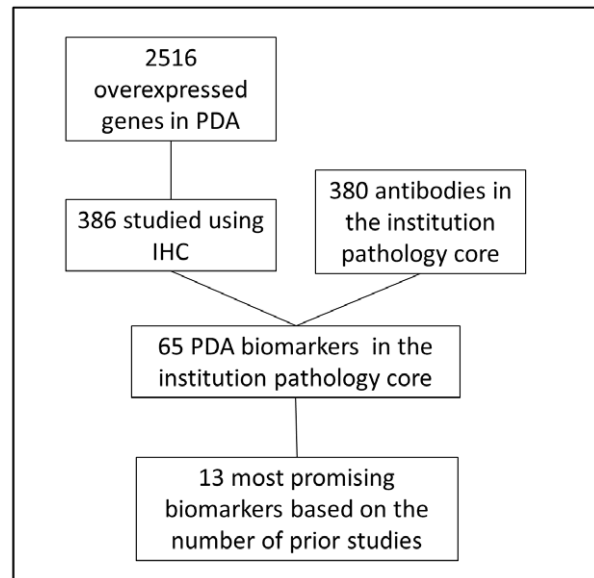 2516
overexpressed
genes in PDA
386 studied using
IHC
380 antibodies in
the institution
pathology core
65 PDA biomarkers in the
institution pathology core
13 most promising
biomarkers based on the
number of prior studies